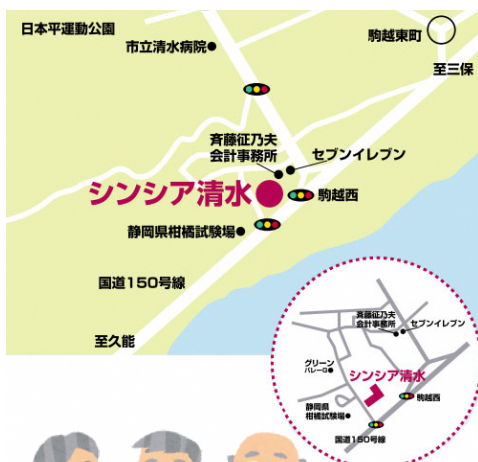 日本平運動公園
市立清水病院
駒越東町
至三保
斉藤征乃夫
会計事務所
セブンイレブン
シンシア清水
駒越西
静岡県柑橘試験場
国道150号線
至久能
斉藤征乃夫
会計事務所
セブンイレブン
グリーン
バレーG
シンシア清水
駒越西
静岡県
柑橘試験場
国道150号線